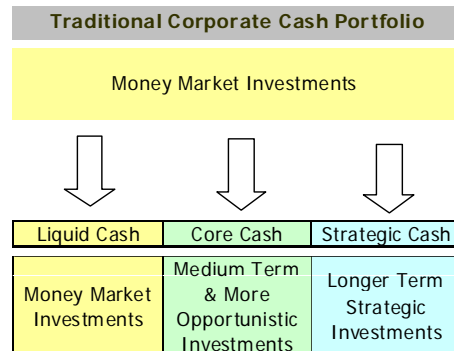 Traditional Corporate Cash Portfolio
Money Market Investments
Liquid Cash
Core Cash
Strategic Cash
Money Market
Investments
Medium Term
& More
Opportunistic
Investments
Longer Term
Strategic
Investments